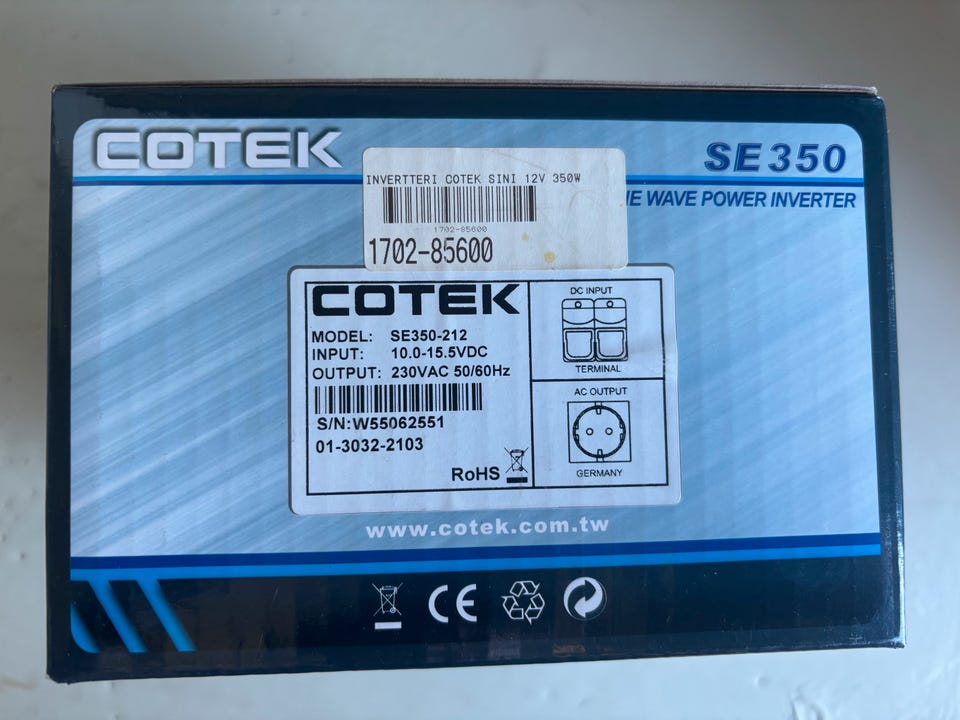 COTEK
SE350
WAVE POWER INVERTER
INVERTTERI COTEK SINI 12V 350W
1702-85600
1702-85600
COTEK
MODEL: SE350-212
INPUT: 10.0-15.5VDC
OUTPUT: 230VAC 50/60Hz
S/N:W55062551
01-3032-2103
RoHS
DC INPUT
TERMINAL
AC OUTPUT
GERMANY
www.cotek.com.tw
CE